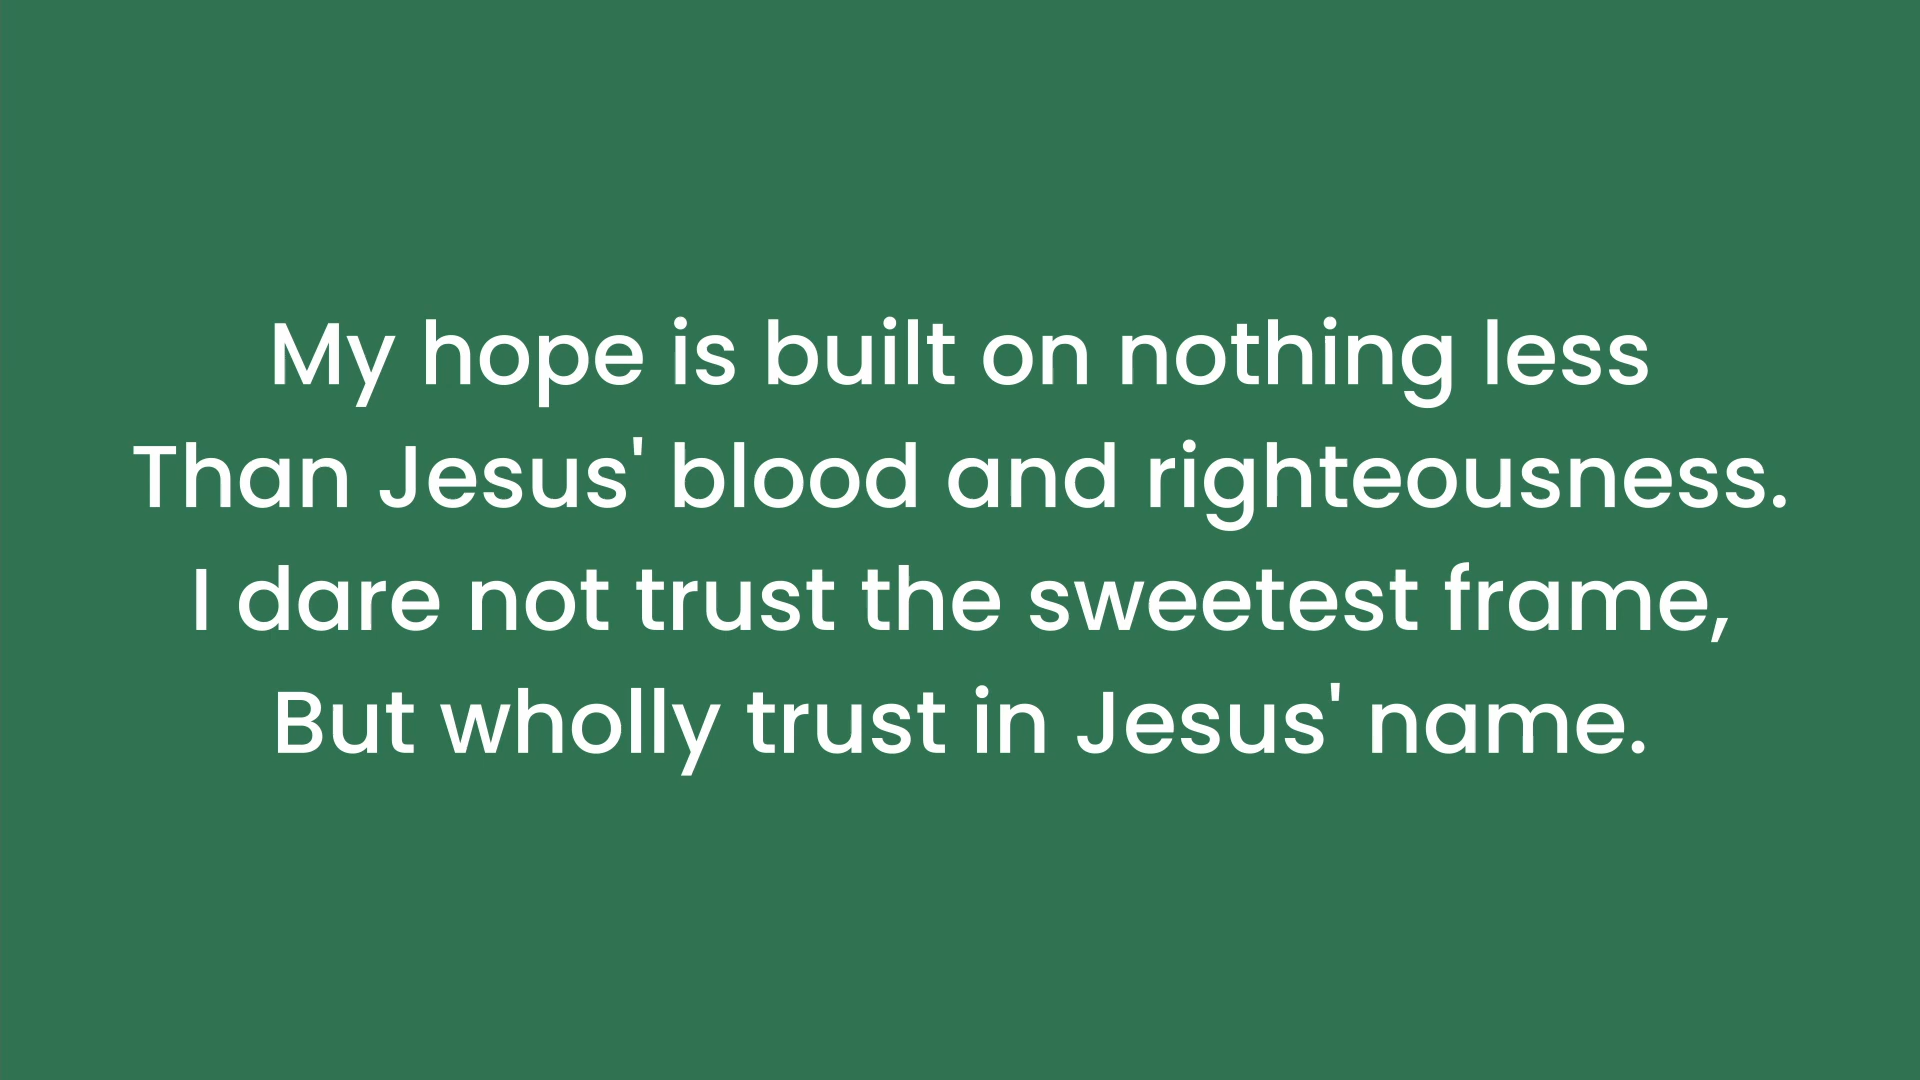 My hope is built on nothing less
Than Jesus' blood and righteousness.
I dare not trust the sweetest frame,
But wholly trust in Jesus' name.